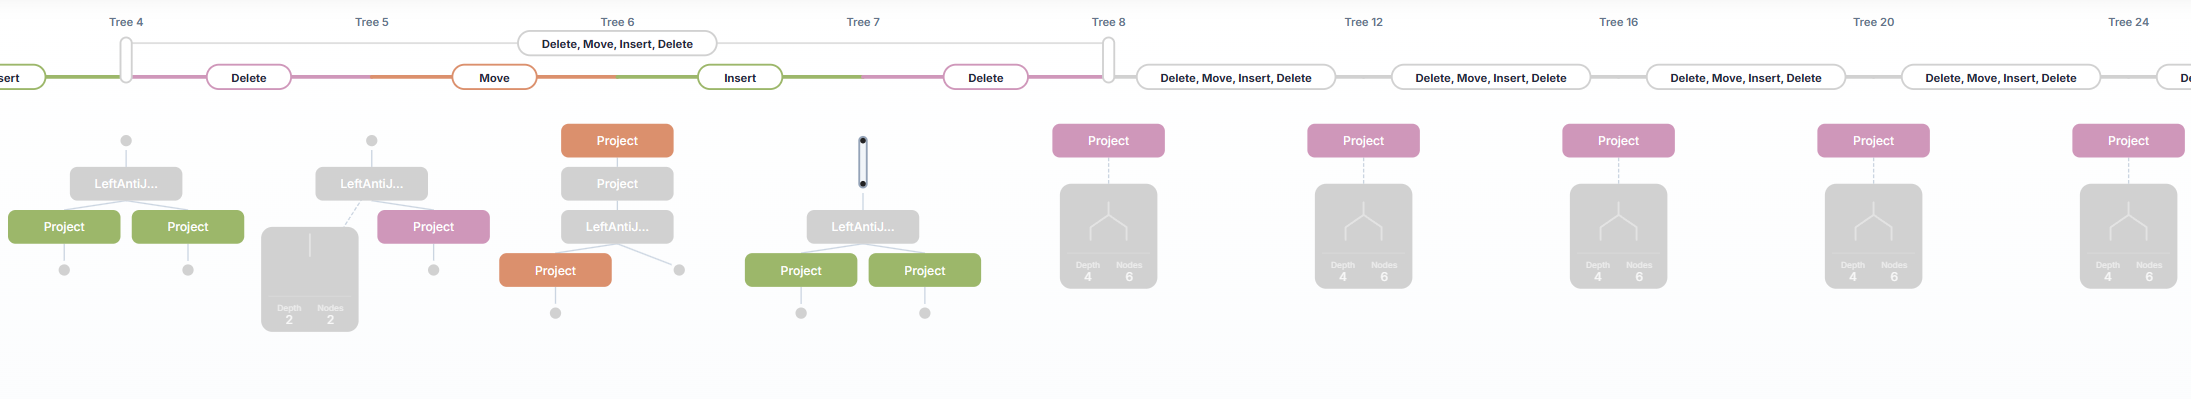 Tree 4 Tree 5 Tree 6 Tree 7 Tree 8 Tree 12 Tree 16 Tree 20 Tree 24
Delete, Move, Insert, Delete
sert Delete Move Insert Delete Delete, Move, Insert, Delete Delete, Move, Insert, Delete Delete, Move, Insert, Delete Delete, Move, Insert, Delete De
Project Project Project Project Project Project
LeftAntiJ... LeftAntiJ... Project
Project Project Project LeftAntiJ... LeftAntiJ...
Project Project Project
Depth Nodes Depth Nodes Depth Nodes Depth Nodes Depth Nodes
4 6 4 6 4 6 4 6 4 6
Depth Nodes
2 2